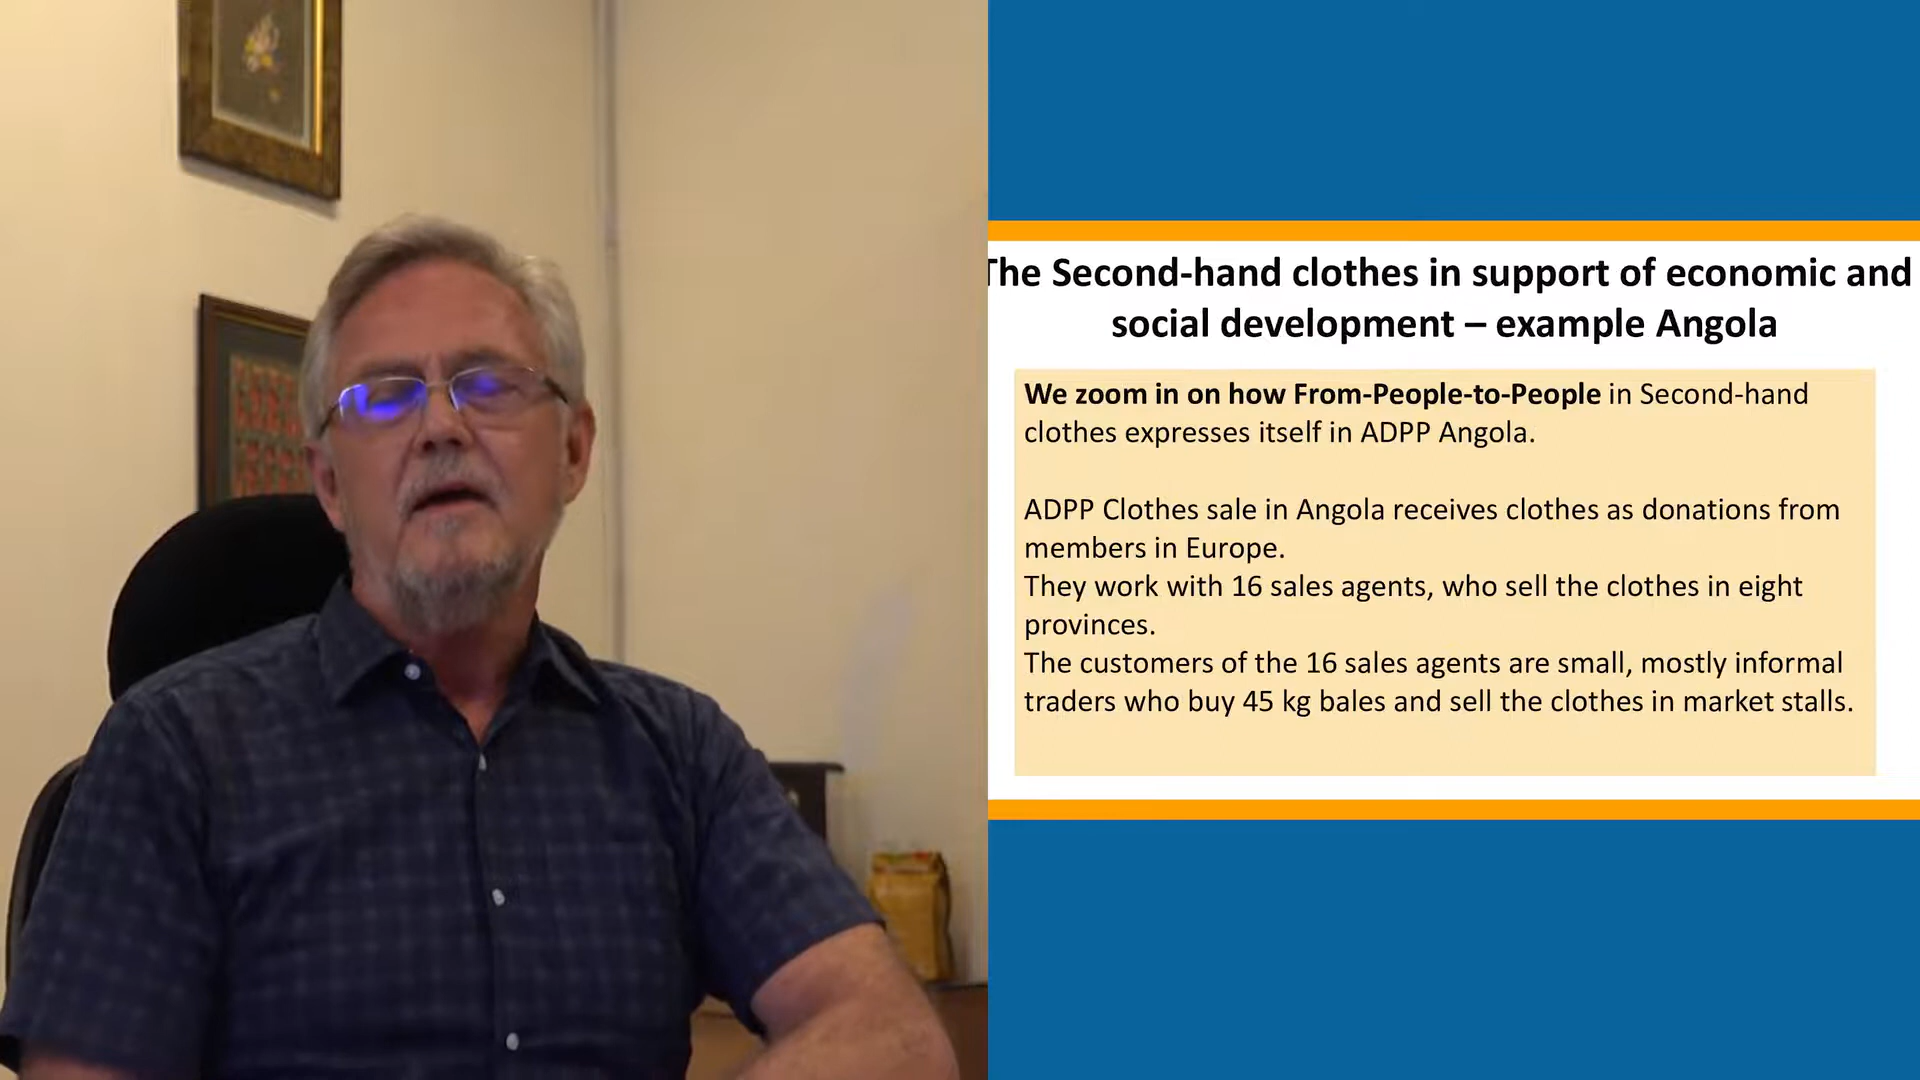 The Second-hand clothes in support of economic and
social development – example Angola
We zoom in on how From-People-to-People in Second-hand
clothes expresses itself in ADPP Angola.
ADPP Clothes sale in Angola receives clothes as donations from
members in Europe.
They work with 16 sales agents, who sell the clothes in eight
provinces.
The customers of the 16 sales agents are small, mostly informal
traders who buy 45 kg bales and sell the clothes in market stalls.